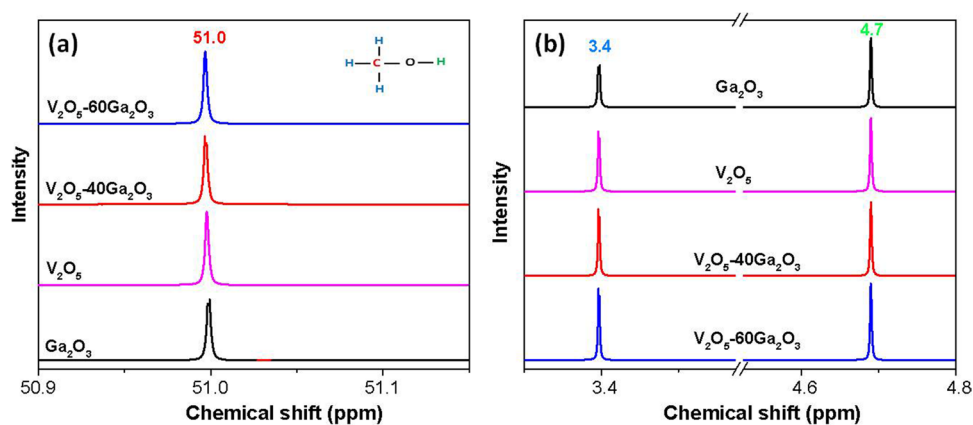 (a)
51.0
H
H C O H
H
V₂O₅-60Ga₂O₃
V₂O₅-40Ga₂O₃
V₂O₅
Ga₂O₃
Intensity
50.9 51.0 51.1
Chemical shift (ppm)
(b)
3.4
4.7
Ga₂O₃
V₂O₅
V₂O₅-40Ga₂O₃
V₂O₅-60Ga₂O₃
Intensity
3.4 4.6 4.8
Chemical shift (ppm)